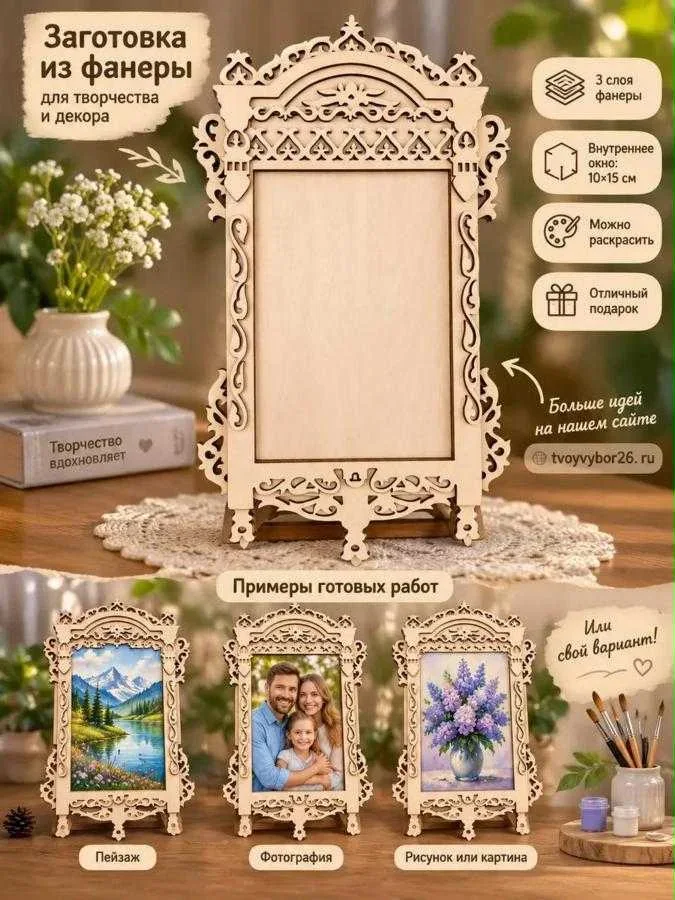 Заготовка
из фанеры
для творчества
и декора
3 слоя
фанеры
Внутреннее
окно:
10×15 см
Можно
раскрасить
Отличный
подарок
Больше идей
на нашем сайте
tvoyvybor26. ru
Творчество
вдохновляет
Примеры готовых работ
Или
свой вариант!
Пейзаж
Фотография
Рисунок или картина